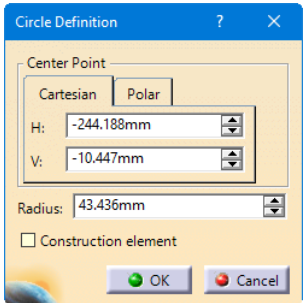 Circle Definition ? ×
Center Point
Cartesian Polar
H: -244.188mm
V: -10.447mm
Radius: 43.436mm
Construction element
OK Cancel